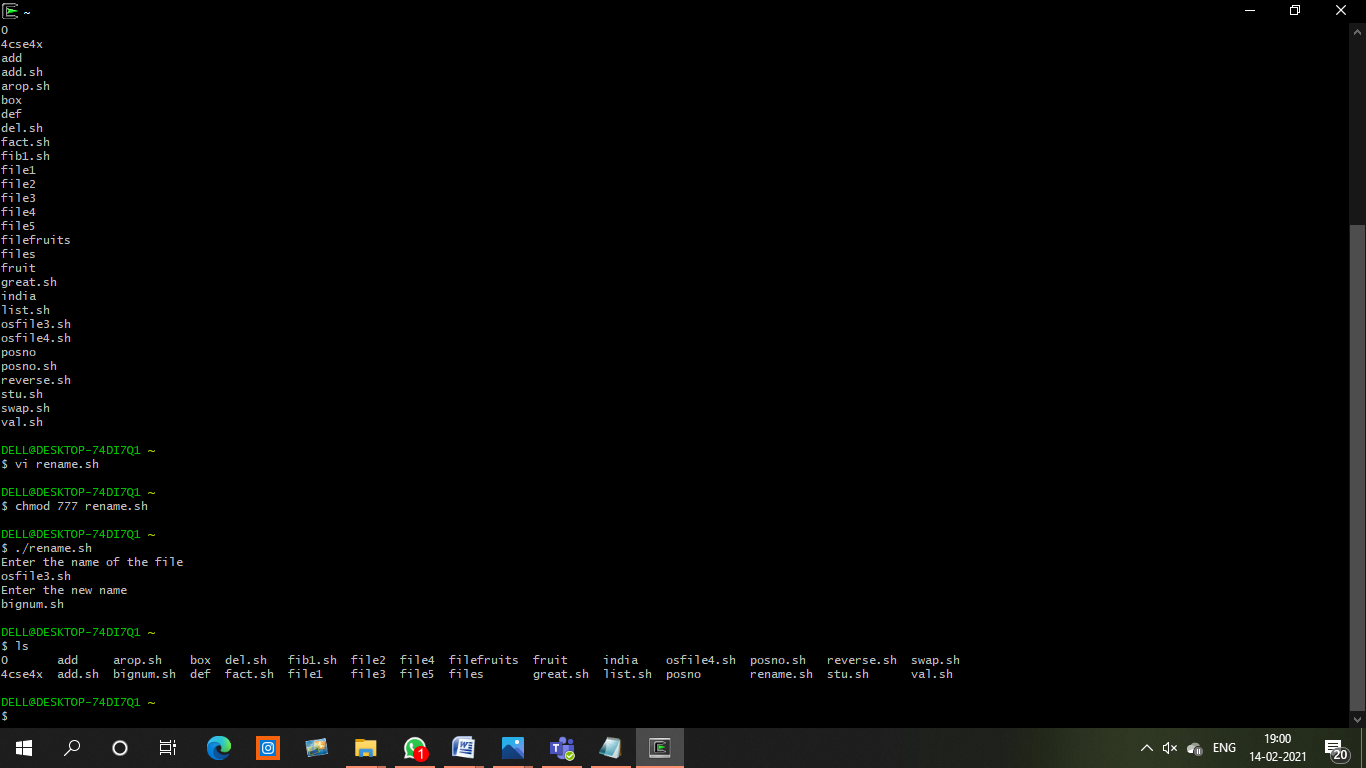 ~
0
4cse4x
add
add.sh
arop.sh
box
def
del.sh
fact.sh
fib1.sh
file1
file2
file3
file4
file5
filefruits
files
fruit
great.sh
india
list.sh
osfile3.sh
osfile4.sh
posno
posno.sh
reverse.sh
stu.sh
swap.sh
val.sh
DELL@DESKTOP-74DI7Q1 ~
$ vi rename.sh
DELL@DESKTOP-74DI7Q1 ~
$ chmod 777 rename.sh
DELL@DESKTOP-74DI7Q1 ~
$ ./rename.sh
Enter the name of the file
osfile3.sh
Enter the new name
bignum.sh
DELL@DESKTOP-74DI7Q1 ~
$ ls
0       add     arop.sh    box  del.sh   fib1.sh  file2  file4  filefruits  fruit     india    osfile4.sh  posno.sh   reverse.sh  swap.sh
4cse4x  add.sh  bignum.sh  def  fact.sh  file1    file3  file5  files       great.sh  list.sh  posno       rename.sh  stu.sh      val.sh
DELL@DESKTOP-74DI7Q1 ~
$
1
ENG
19:00
14-02-2021
20